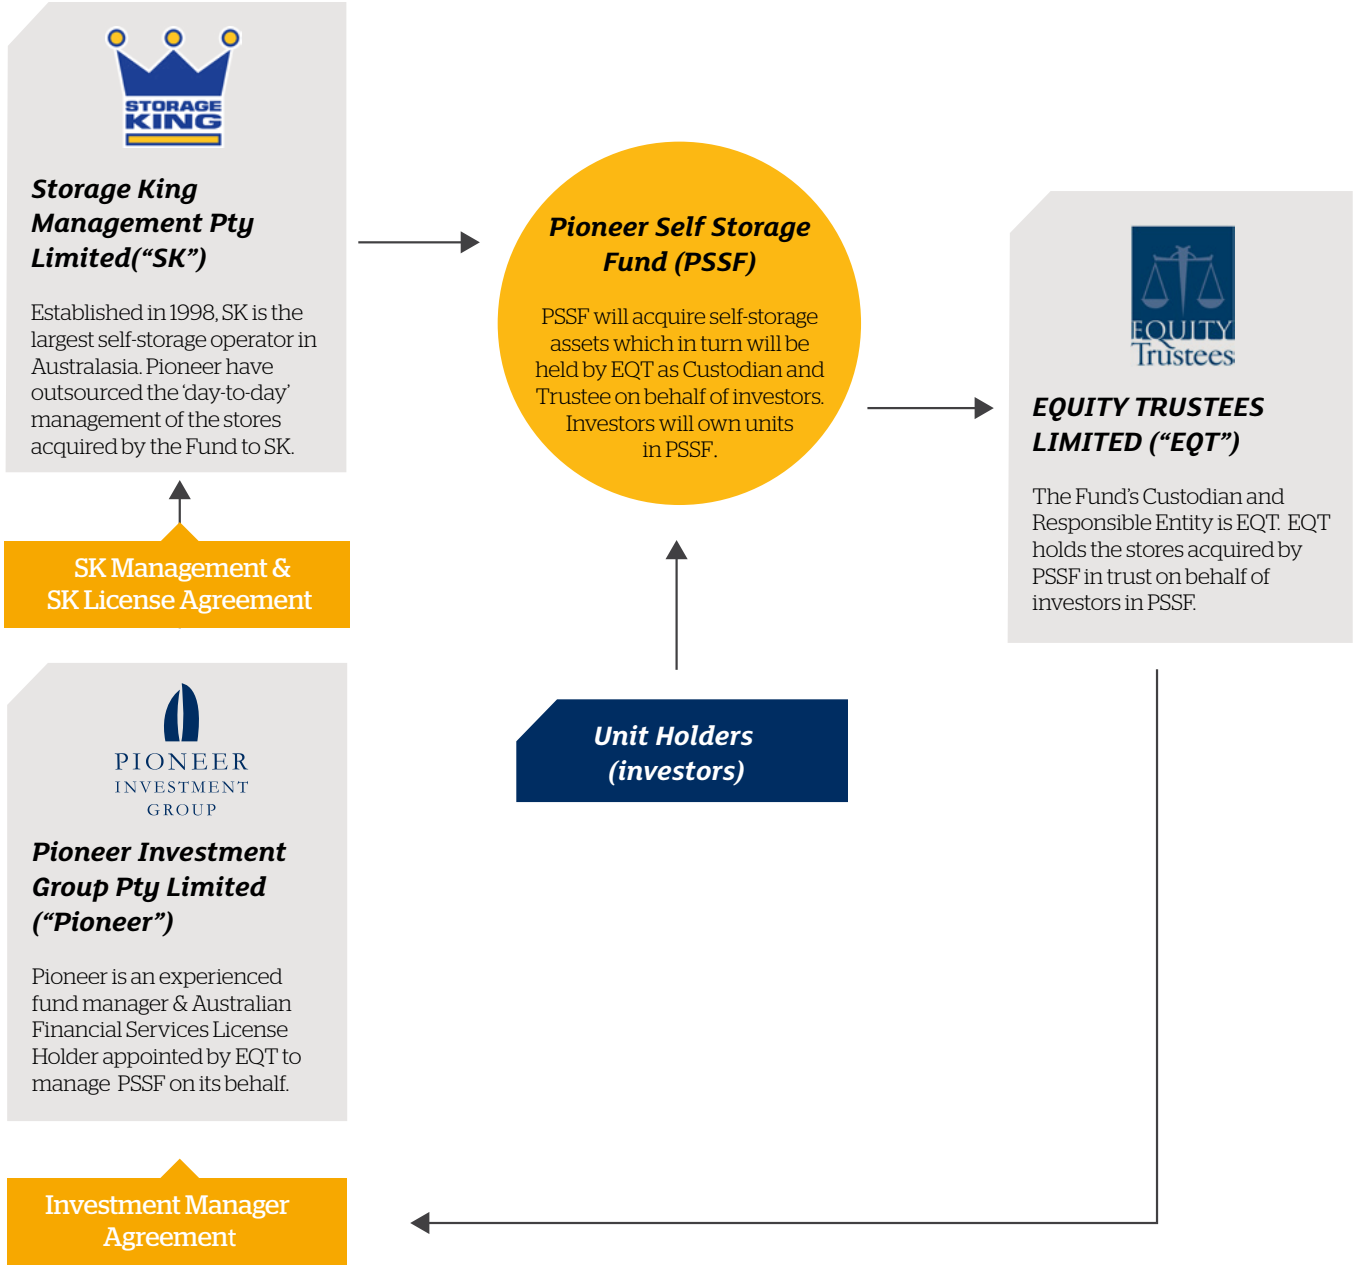 STORAGE
KING
Storage King
Management Pty
Limited(“SK”)
Established in 1998, SK is the
largest self-storage operator in
Australasia. Pioneer have
outsourced the ‘day-to-day’
management of the stores
acquired by the Fund to SK.
SK Management &
SK License Agreement
PIONEER
INVESTMENT
GROUP
Pioneer Investment
Group Pty Limited
(“Pioneer”)
Pioneer is an experienced
fund manager & Australian
Financial Services License
Holder appointed by EQT to
manage PSSF on its behalf.
Investment Manager
Agreement
Pioneer Self Storage
Fund (PSSF)
PSSF will acquire self-storage
assets which in turn will be
held by EQT as Custodian and
Trustee on behalf of investors.
Investors will own units
in PSSF.
Unit Holders
(investors)
EQUITY
Trustees
EQUITY TRUSTEES
LIMITED (“EQT”)
The Fund’s Custodian and
Responsible Entity is EQT. EQT
holds the stores acquired by
PSSF in trust on behalf of
investors in PSSF.